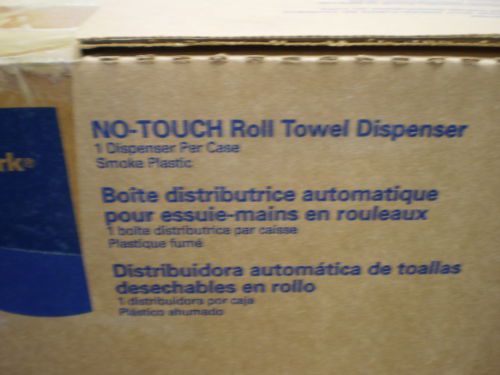 NO-TOUCH Roll Towel Dispenser
1 Dispenser Per Case
Smoke Plastic
Boîte distributrice automatique
pour essuie-mains en rouleaux
1 boîte distributrice par caisse
Plastique fumé
Distribuidora automática de toallas
desechables en rollo
1 distribuidora por caja
Plástico ahumado